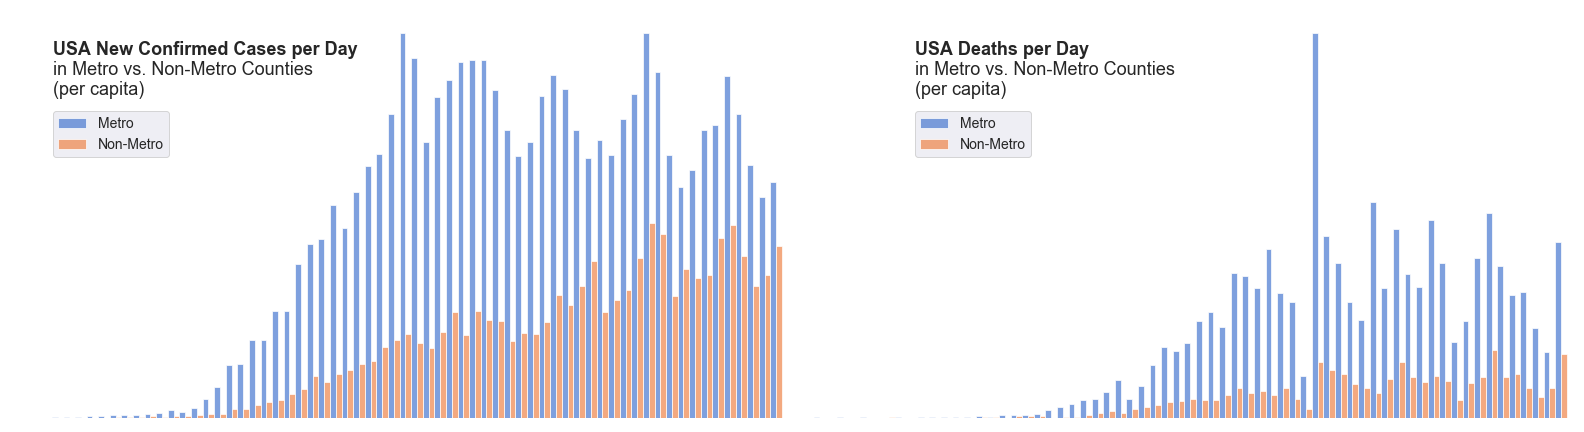 USA New Confirmed Cases per Day
in Metro vs. Non-Metro Counties
(per capita)
Metro
Non-Metro
USA Deaths per Day
in Metro vs. Non-Metro Counties
(per capita)
Metro
Non-Metro